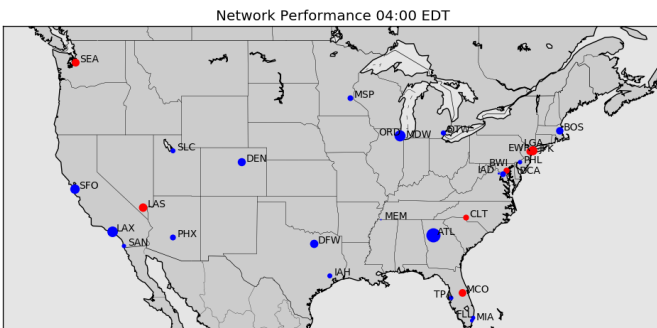 Network Performance 04:00 EDT
SEA
MSP
BOS
ORD
MDW
DTW
LGA
EWR
JFK
SLC
DEN
PHL
BWI
IAD
DCA
SFO
LAS
MEM
CLT
LAX
SAN
PHX
ATL
DFW
IAH
MCO
TPA
FLL
MIA